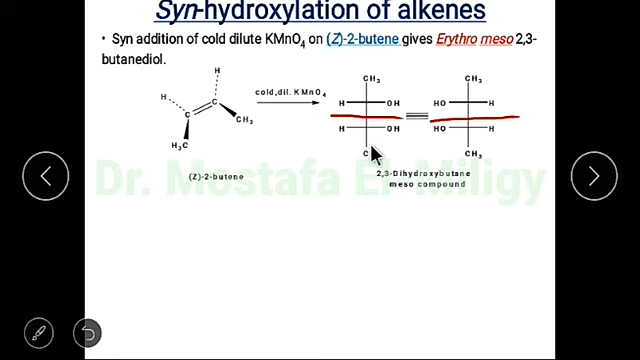 Syn-hydroxylation of alkenes
• Syn addition of cold dilute KMnO₄ on (Z)-2-butene gives Erythro meso 2,3-
butanediol.
H
H
C
C
CH₃
H₃C
cold,dil. KMnO₄
CH₃
H OH
H OH
C
CH₃
HO H
HO H
CH₃
(Z)-2-butene
2,3-Dihydroxybutane
meso compound
Dr. Mostafa El-Miligy